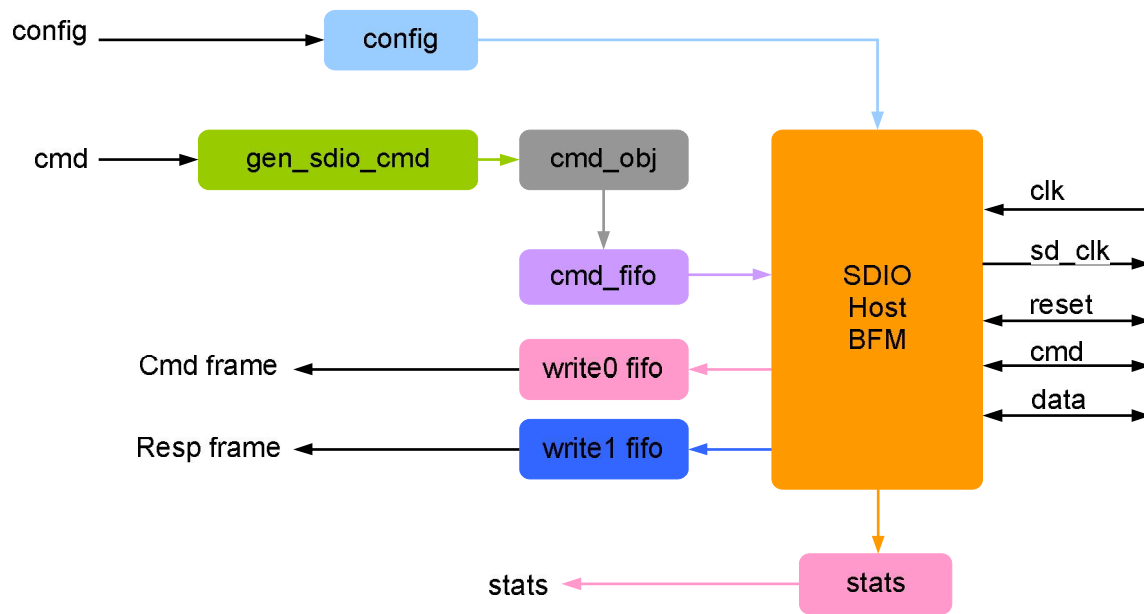 config
config
cmd
gen_sdio_cmd
cmd_obj
clk
sd_clk
cmd_fifo
SDIO
Host
BFM
reset
Cmd frame
write0 fifo
cmd
data
Resp frame
write1 fifo
stats
stats